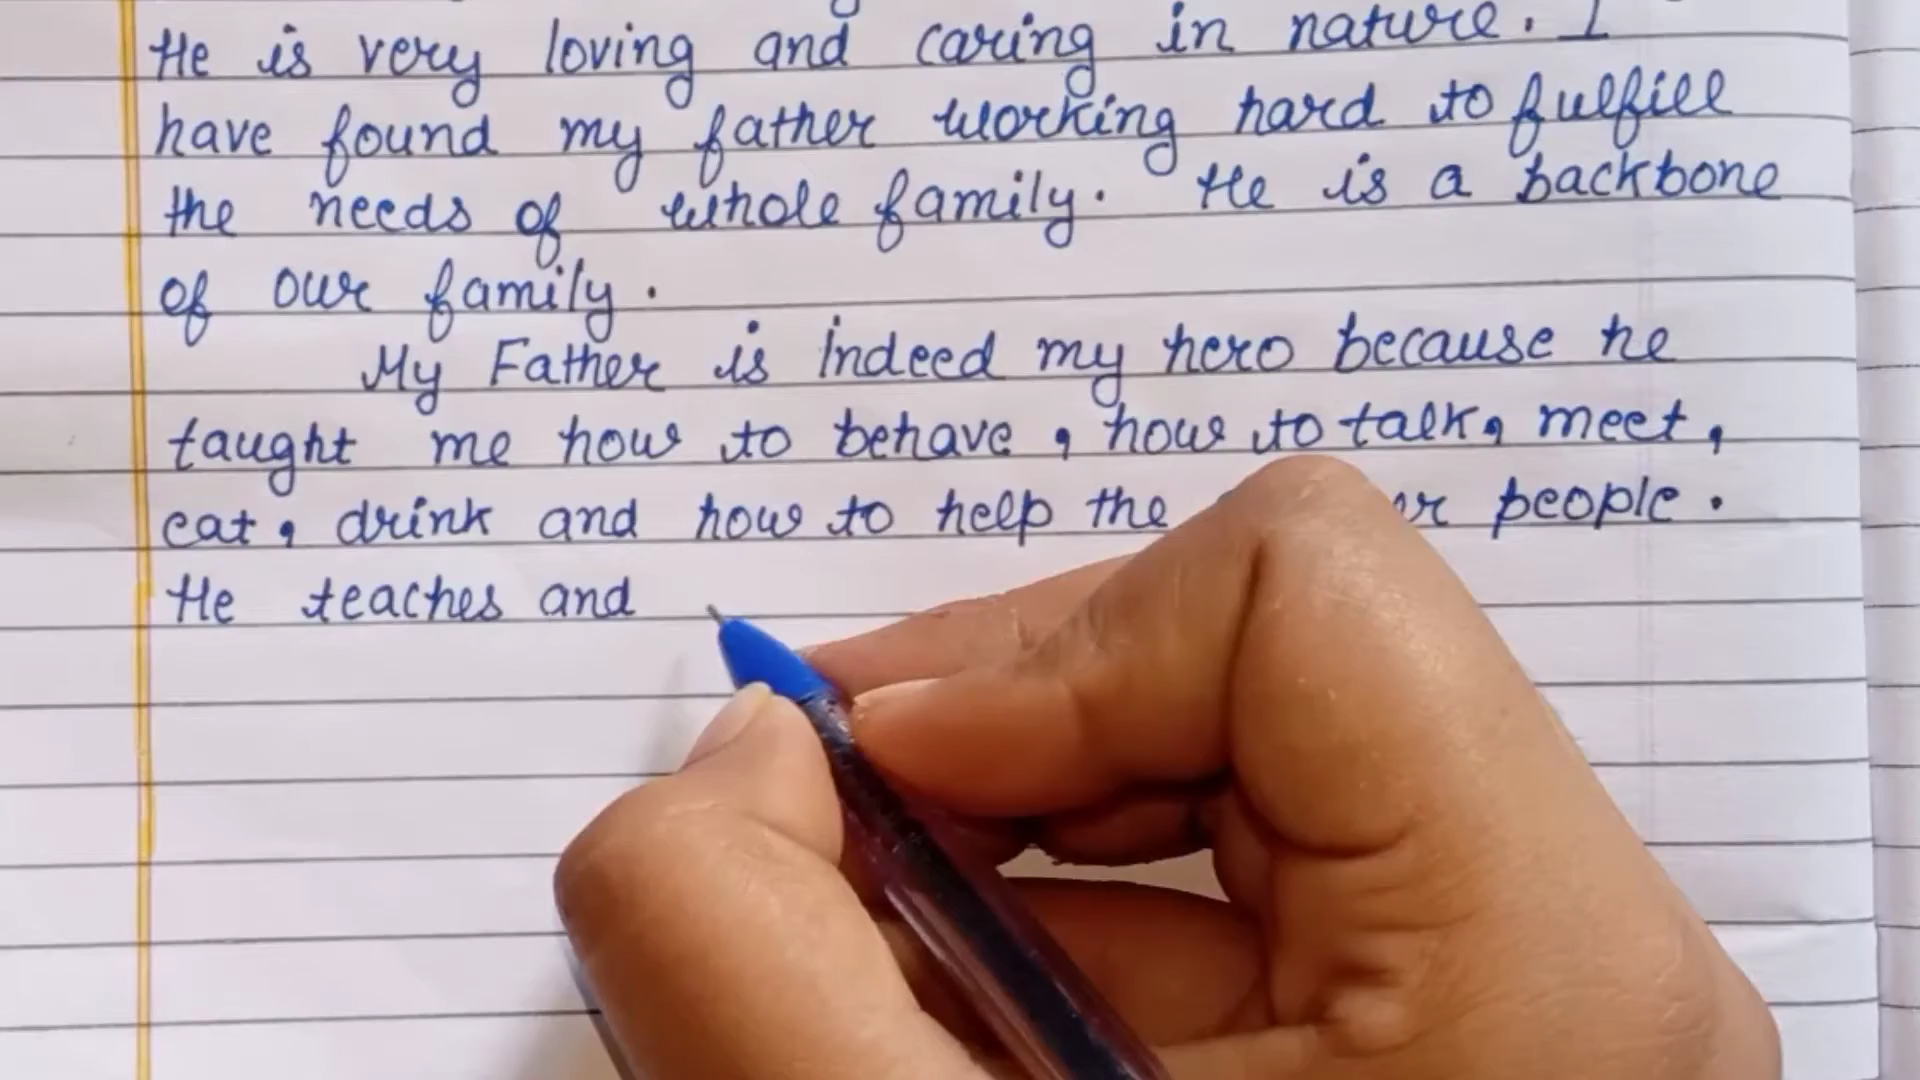 He is very loving and caring in nature. I
have found my father working hard to fulfill
the needs of whole family. He is a backbone
of our family.
My Father is indeed my hero because he
taught me how to behave, how to talk, meet,
eat, drink and how to help the people.
He teaches and